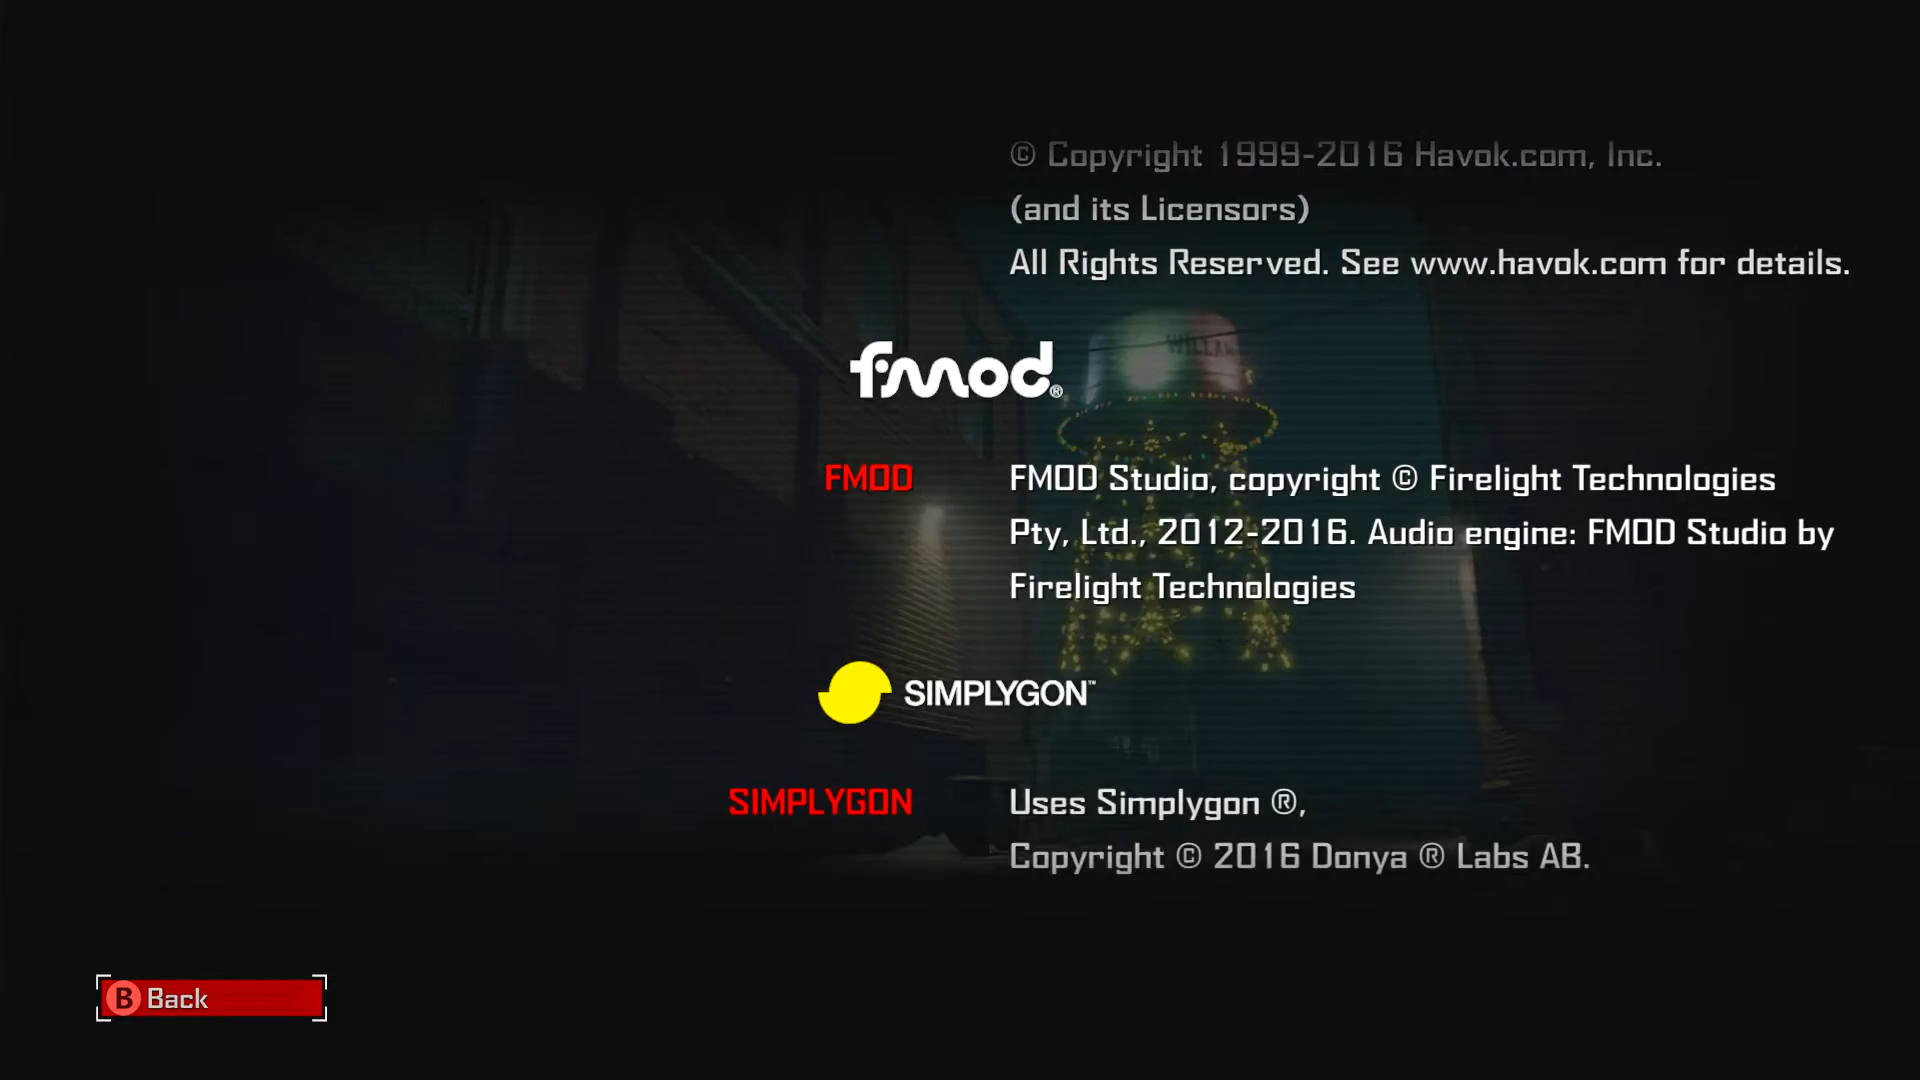 © Copyright 1999-2016 Havok.com, Inc.
(and its Licensors)
All Rights Reserved. See www.havok.com for details.
fmod®
FMOD
FMOD Studio, copyright © Firelight Technologies
Pty, Ltd., 2012-2016. Audio engine: FMOD Studio by
Firelight Technologies
SIMPLYGON™
SIMPLYGON
Uses Simplygon ®,
Copyright © 2016 Donya ® Labs AB.
B Back